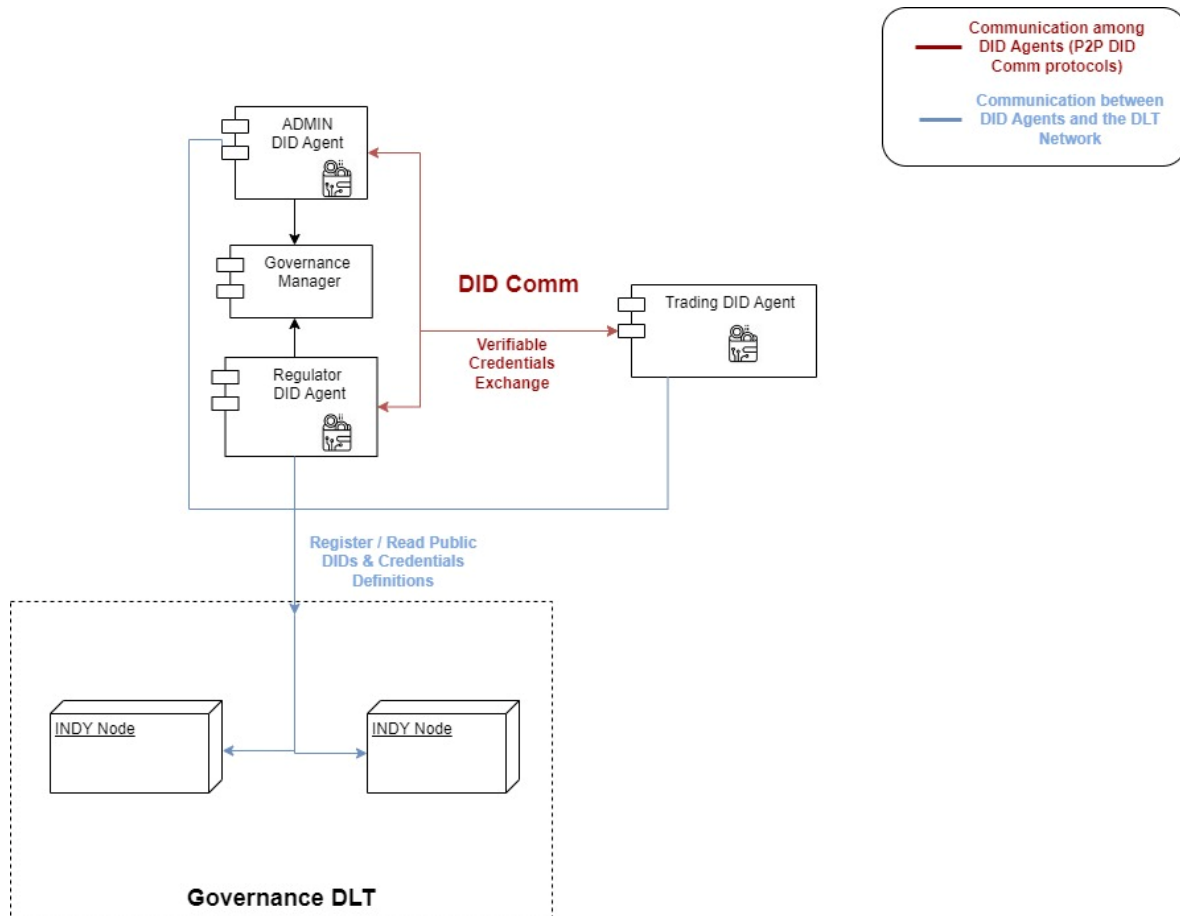 Communication among
DID Agents (P2P DID
Comm protocols)
Communication between
DID Agents and the DLT
Network
ADMIN
DID Agent
Governance
Manager
DID Comm
Trading DID Agent
Verifiable
Credentials
Exchange
Regulator
DID Agent
Register / Read Public
DIDs & Credentials
Definitions
INDY Node
INDY Node
Governance DLT